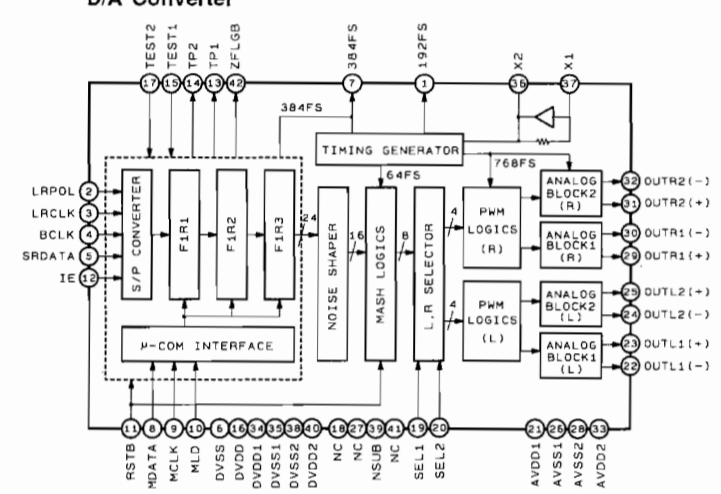 D/A Converter
TEST2
TEST1
TP2
TP1
ZFLGB
384FS
192FS
X2
X1
17
15
14
13
42
7
1
36
37
384FS
TIMING GENERATOR
768FS
64FS
LRPOL 2
LRCLK 3
BCLK 4
SRDATA 5
IE 12
S/P CONVERTER
F1R1
F1R2
F1R3
24
NOISE SHAPER
16
MASH LOGICS
8
L.R SELECTOR
4
PWM
LOGICS
(R)
ANALOG
BLOCK2
(R)
32 OUTR2(-)
31 OUTR2(+)
ANALOG
BLOCK1
(R)
30 OUTR1(-)
29 OUTR1(+)
4
PWM
LOGICS
(L)
ANALOG
BLOCK2
(L)
25 OUTL2(+)
24 OUTL2(-)
ANALOG
BLOCK1
(L)
23 OUTL1(+)
22 OUTL1(-)
μ-COM INTERFACE
11
8
9
10
6
16
34
35
38
40
18
27
39
41
19
20
21
26
28
33
RSTB
MDATA
MCLK
MLD
DVSS
DVDD
DVDD1
DVSS1
DVSS2
DVDD2
NC
NC
NSUB
NC
SEL1
SEL2
AVDD1
AVSS1
AVSS2
AVDD2